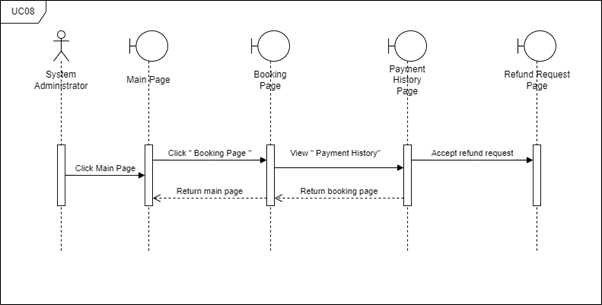 UC08
System
Administrator
Main Page
Booking
Page
Payment
History
Page
Refund Request
Page
Click Main Page
Click " Booking Page "
View " Payment History"
Accept refund request
Return main page
Return booking page